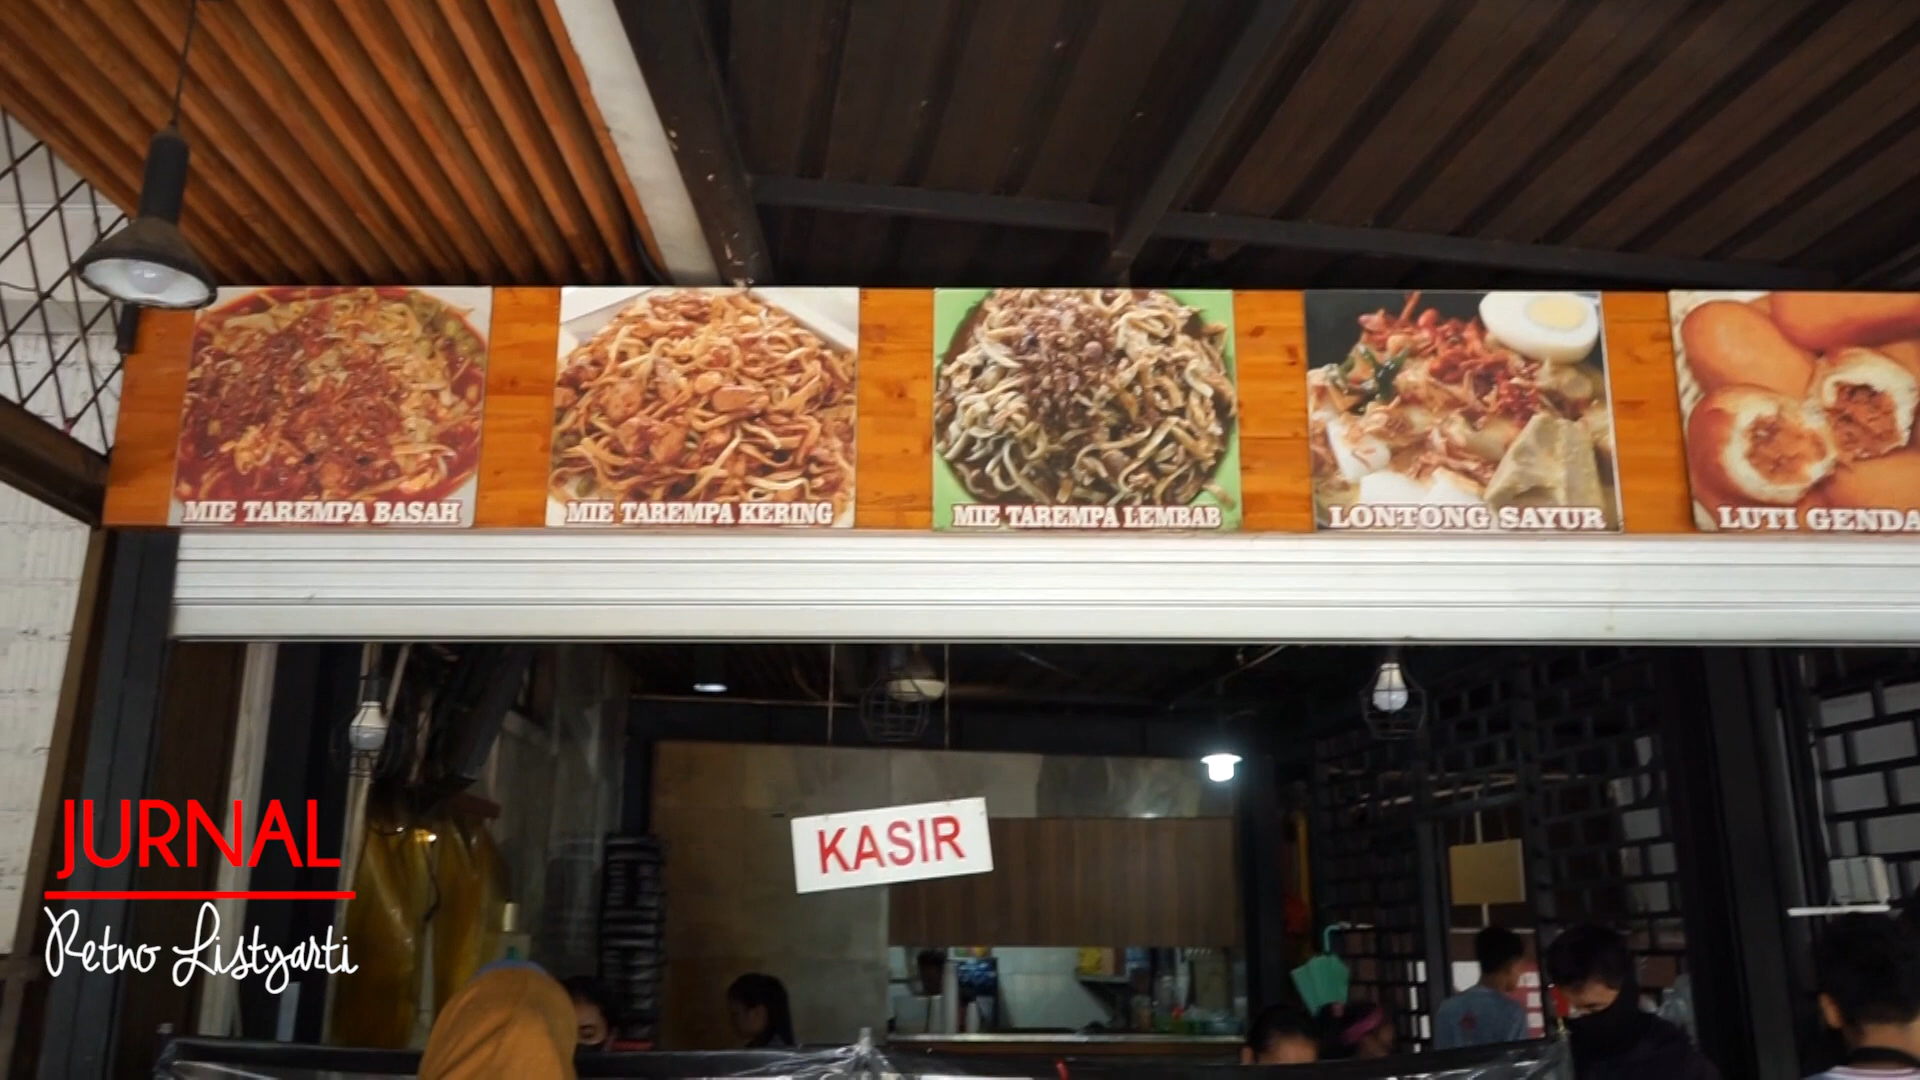 MIE TAREMPA BASAH
MIE TAREMPA KERING
MIE TAREMPA LEMBAB
LONTONG SAYUR
LUTI GENDA
KASIR
JURNAL
Retno Listyarti